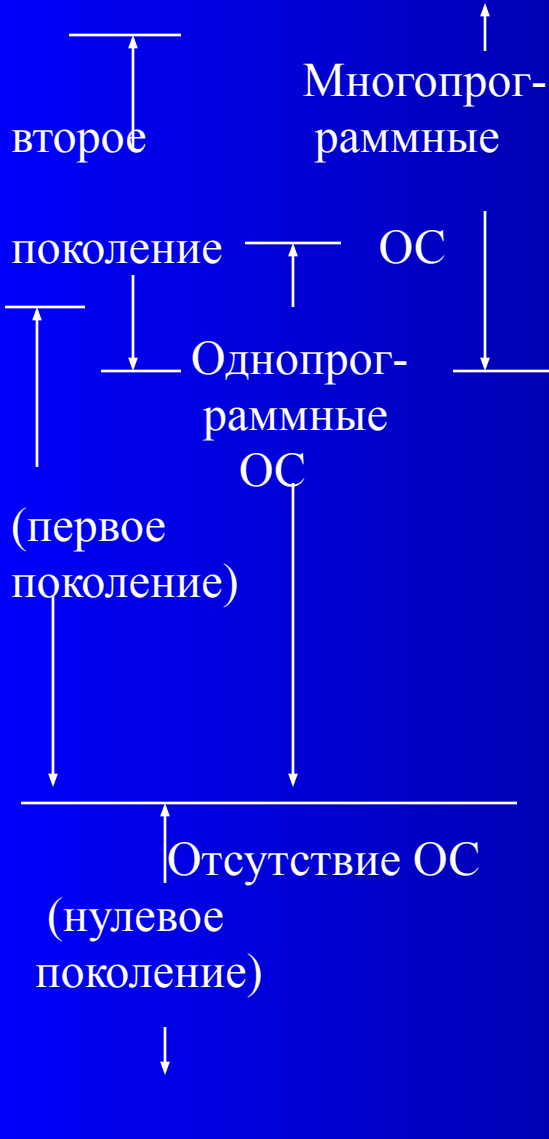 Многопрог-
второе раммные
поколение ОС
Однопрог-
раммные
ОС
(первое
поколение)
Отсутствие ОС
(нулевое
поколение)